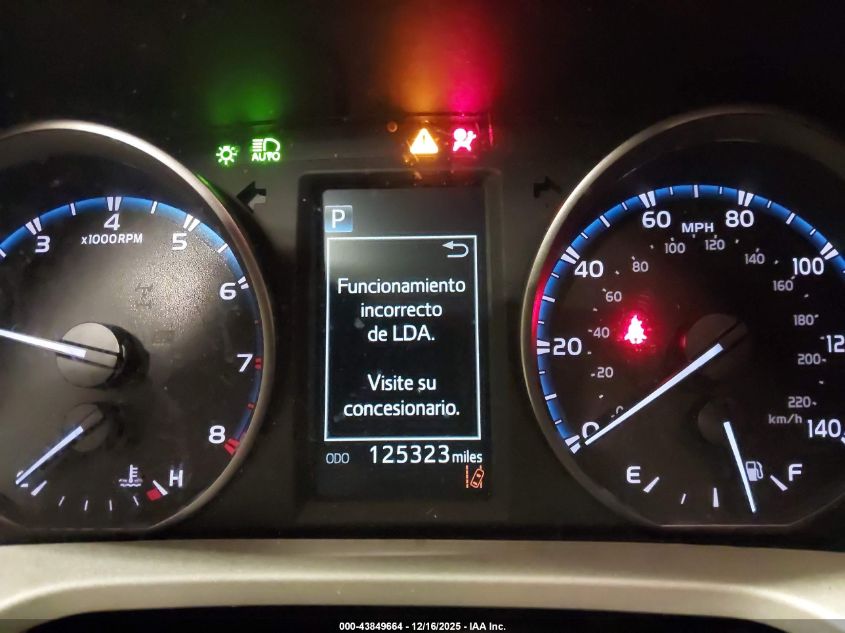 AUTO
P
3
4
5
6
7
8
x1000RPM
H
Funcionamiento
incorrecto
de LDA.
Visite su
concesionario.
ODO 125323 miles
0
20
40
60
80
100
140
MPH
20
40
60
80
100
120
140
160
180
200
220
km/h
E
F
000-43849664 - 12/16/2025 - IAA Inc.